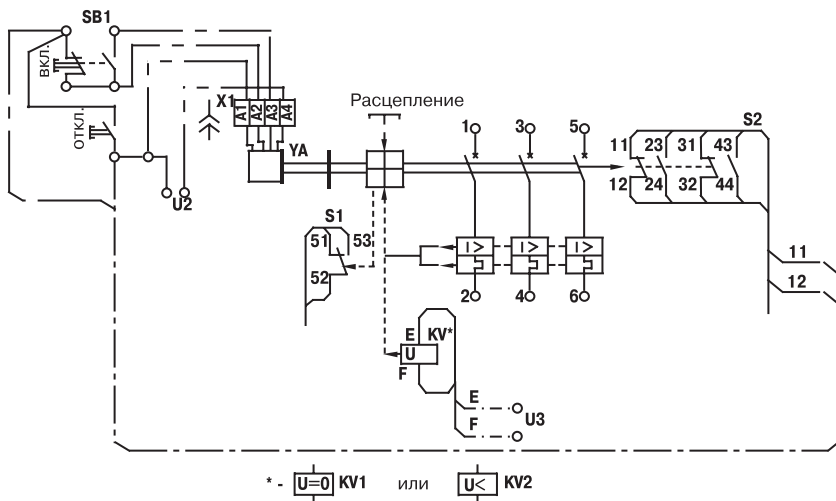 SB1
ВКЛ.
ОТКЛ.
X1
A1 A2 A3 A4
YA
U2
Расцепление
1 3 5
S2
11 23 31 43
12 24 32 44
S1
51 53
52
I> I> I>
2 4 6
11
12
E KV*
U
F
E
F
U3
* - U=0 KV1 или U< KV2